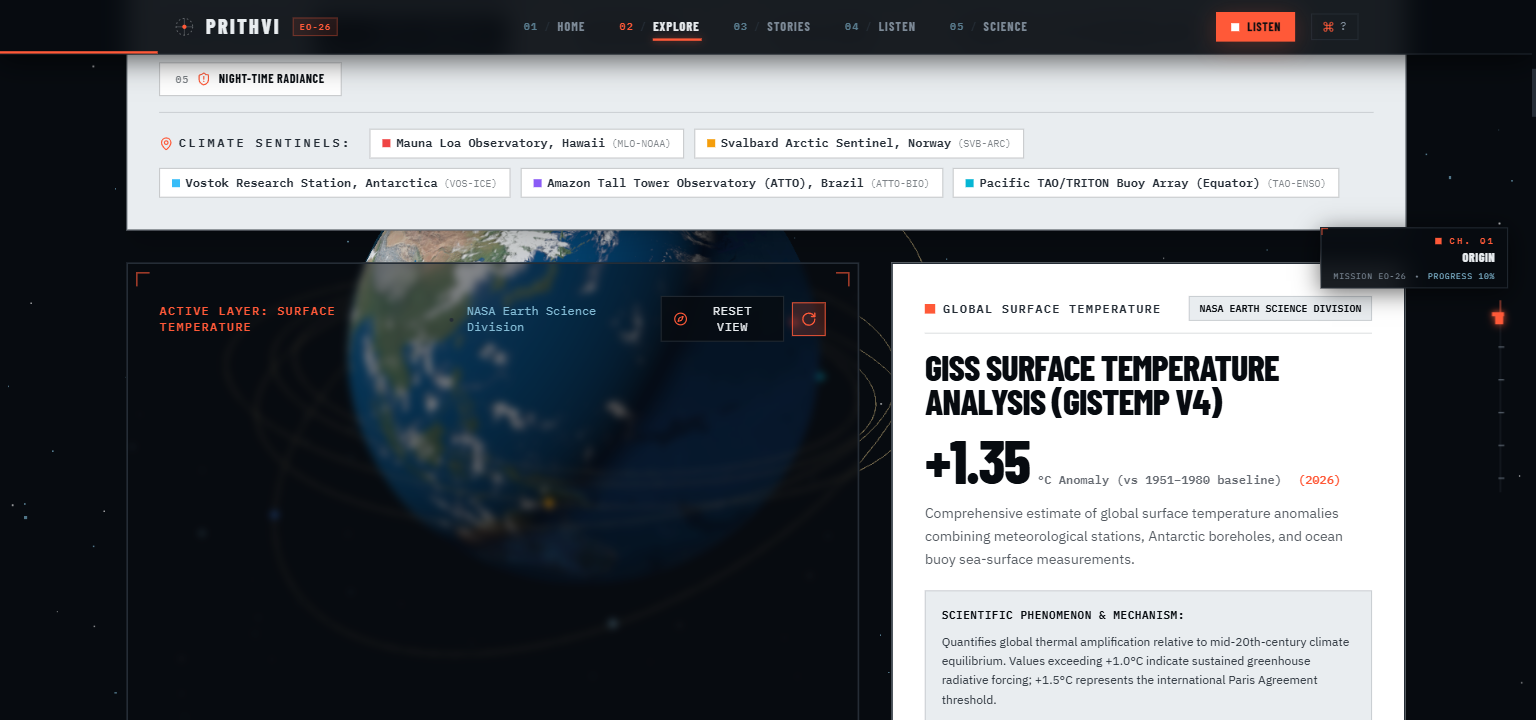 PRITHVI EO-26 01 / HOME 02 / EXPLORE 03 / STORIES 04 / LISTEN 05 / SCIENCE LISTEN ⌘ ?
05 NIGHT-TIME RADIANCE
CLIMATE SENTINELS: Mauna Loa Observatory, Hawaii (MLO-NOAA) Svalbard Arctic Sentinel, Norway (SVB-ARC)
Vostok Research Station, Antarctica (VOS-ICE) Amazon Tall Tower Observatory (ATTO), Brazil (ATTO-BIO) Pacific TAO/TRITON Buoy Array (Equator) (TAO-ENSO)
CH. 01
ORIGIN
MISSION EO-26 • PROGRESS 10%
ACTIVE LAYER: SURFACE
TEMPERATURE
NASA Earth Science
Division
RESET
VIEW
GLOBAL SURFACE TEMPERATURE NASA EARTH SCIENCE DIVISION
GISS SURFACE TEMPERATURE
ANALYSIS (GISTEMP V4)
+1.35 °C Anomaly (vs 1951–1980 baseline) (2026)
Comprehensive estimate of global surface temperature anomalies
combining meteorological stations, Antarctic boreholes, and ocean
buoy sea-surface measurements.
SCIENTIFIC PHENOMENON & MECHANISM:
Quantifies global thermal amplification relative to mid-20th-century climate
equilibrium. Values exceeding +1.0°C indicate sustained greenhouse
radiative forcing; +1.5°C represents the international Paris Agreement
threshold.